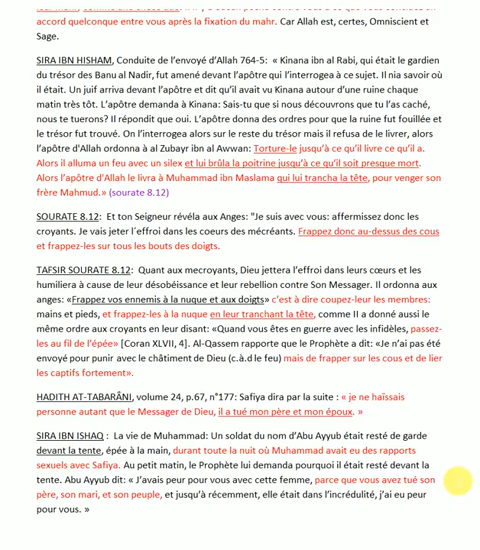 accord quelconque entre vous après la fixation du mahr. Car Allah est, certes, Omniscient et
Sage.
SIRA IBN HISHAM, Conduite de l'envoyé d'Allah 764-5: « Kinana ibn al Rabi, qui était le gardien
du trésor des Banu al Nadir, fut amené devant l'apôtre qui l'interrogea à ce sujet. Il nia savoir où
il était. Un juif arriva devant l'apôtre et dit qu'il avait vu Kinana autour d'une ruine chaque
matin très tôt. L'apôtre demanda à Kinana: Sais-tu que si nous découvrons que tu l'as caché,
nous te tuerons? Il répondit que oui. L'apôtre donna des ordres pour que la ruine fut fouillée et
le trésor fut trouvé. On l'interrogea alors sur le reste du trésor mais il refusa de le livrer, alors
l'apôtre d'Allah ordonna à al Zubayr ibn al Awwan: Torture-le jusqu'à ce qu'il livre ce qu'il a.
Alors il alluma un feu avec un silex et lui brûla la poitrine jusqu'à ce qu'il soit presque mort.
Alors l'apôtre d'Allah le livra à Muhammad ibn Maslama qui lui trancha la tête, pour venger son
frère Mahmud.» (sourate 8.12)
SOURATE 8.12: Et ton Seigneur révéla aux Anges: "Je suis avec vous: affermissez donc les
croyants. Je vais jeter l'effroi dans les coeurs des mécréants. Frappez donc au-dessus des cous
et frappez-les sur tous les bouts des doigts.
TAFSIR SOURATE 8.12: Quant aux mecroyants, Dieu jettera l'effroi dans leurs cœurs et les
humiliera à cause de leur désobéissance et leur rebellion contre Son Messager. Il ordonna aux
anges: «Frappez vos ennemis à la nuque et aux doigts» c'est à dire coupez-leur les membres:
mains et pieds, et frappez-les à la nuque en leur tranchant la tête, comme Il a donné aussi le
même ordre aux croyants en leur disant: «Quand vous êtes en guerre avec les infidèles, passez-
les au fil de l'épée» [Coran XLVII, 4]. Al-Qassem rapporte que le Prophète a dit: «Je n'ai pas été
envoyé pour punir avec le châtiment de Dieu (c.à.d le feu) mais de frapper sur les cous et de lier
les captifs fortement».
HADITH AT-TABARÂNI, volume 24, p.67, n°177: Safiya dira par la suite : « je ne haïssais
personne autant que le Messager de Dieu, il a tué mon père et mon époux. »
SIRA IBN ISHAQ : La vie de Muhammad: Un soldat du nom d'Abu Ayyub était resté de garde
devant la tente, épée à la main, durant toute la nuit où Muhammad avait eu des rapports
sexuels avec Safiya. Au petit matin, le Prophète lui demanda pourquoi il était resté devant la
tente. Abu Ayyub dit: « J'avais peur pour vous avec cette femme, parce que vous avez tué son
père, son mari, et son peuple, et jusqu'à récemment, elle était dans l'incrédulité, j'ai eu peur
pour vous. »